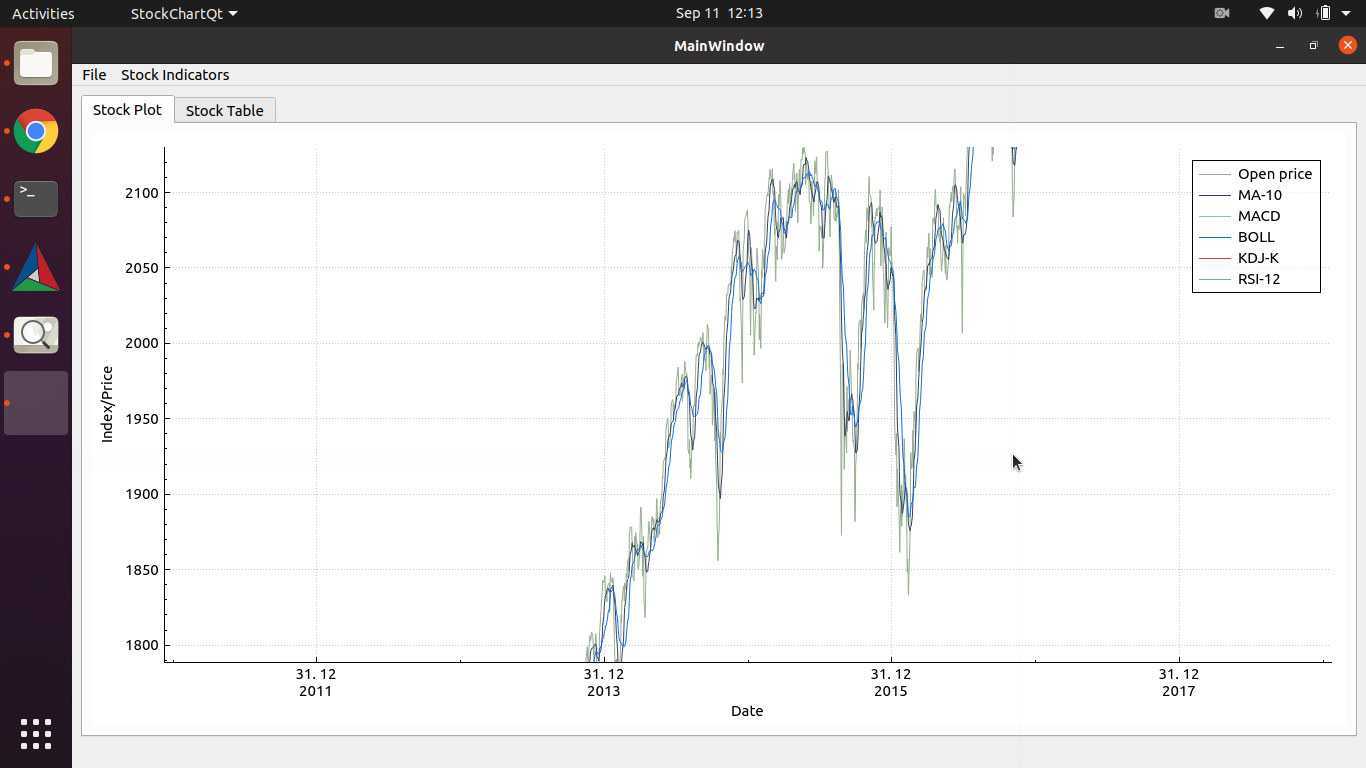 Activities StockChartQt Sep 11 12:13
MainWindow
File Stock Indicators
Stock Plot Stock Table
>_
Index/Price
2100
2050
2000
1950
1900
1850
1800
Open price
MA-10
MACD
BOLL
KDJ-K
RSI-12
31. 12 31. 12 31. 12 31. 12
2011 2013 2015 2017
Date